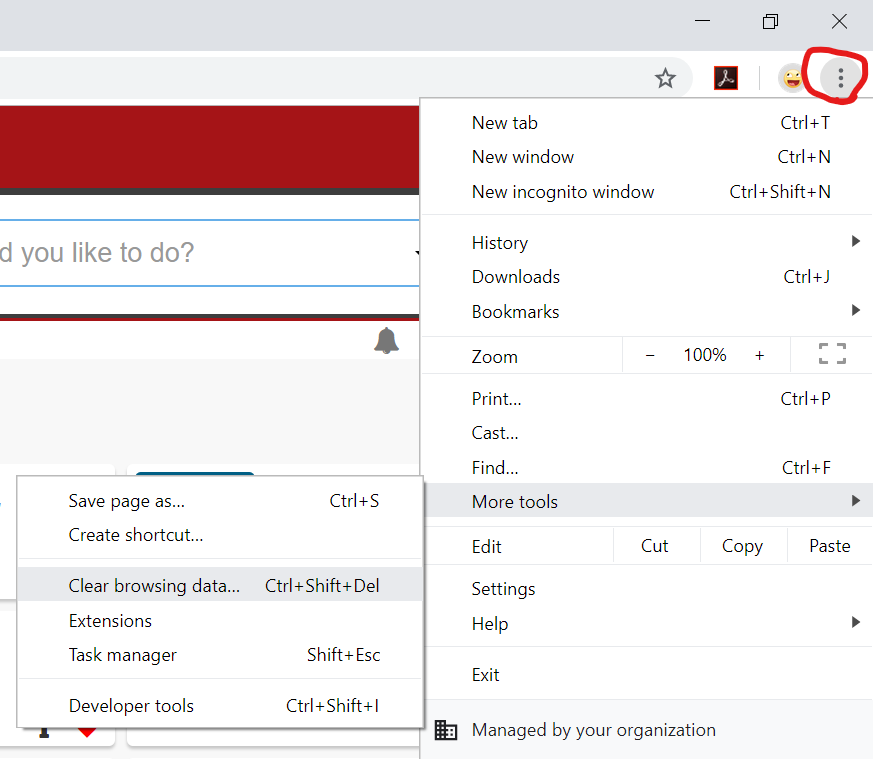 New tab Ctrl+T
New window Ctrl+N
New incognito window Ctrl+Shift+N
d you like to do?
History
Downloads Ctrl+J
Bookmarks
Zoom − 100% +
Print... Ctrl+P
Cast...
Find... Ctrl+F
More tools
Edit Cut Copy Paste
Settings
Help
Exit
Managed by your organization
Save page as... Ctrl+S
Create shortcut...
Clear browsing data... Ctrl+Shift+Del
Extensions
Task manager Shift+Esc
Developer tools Ctrl+Shift+I